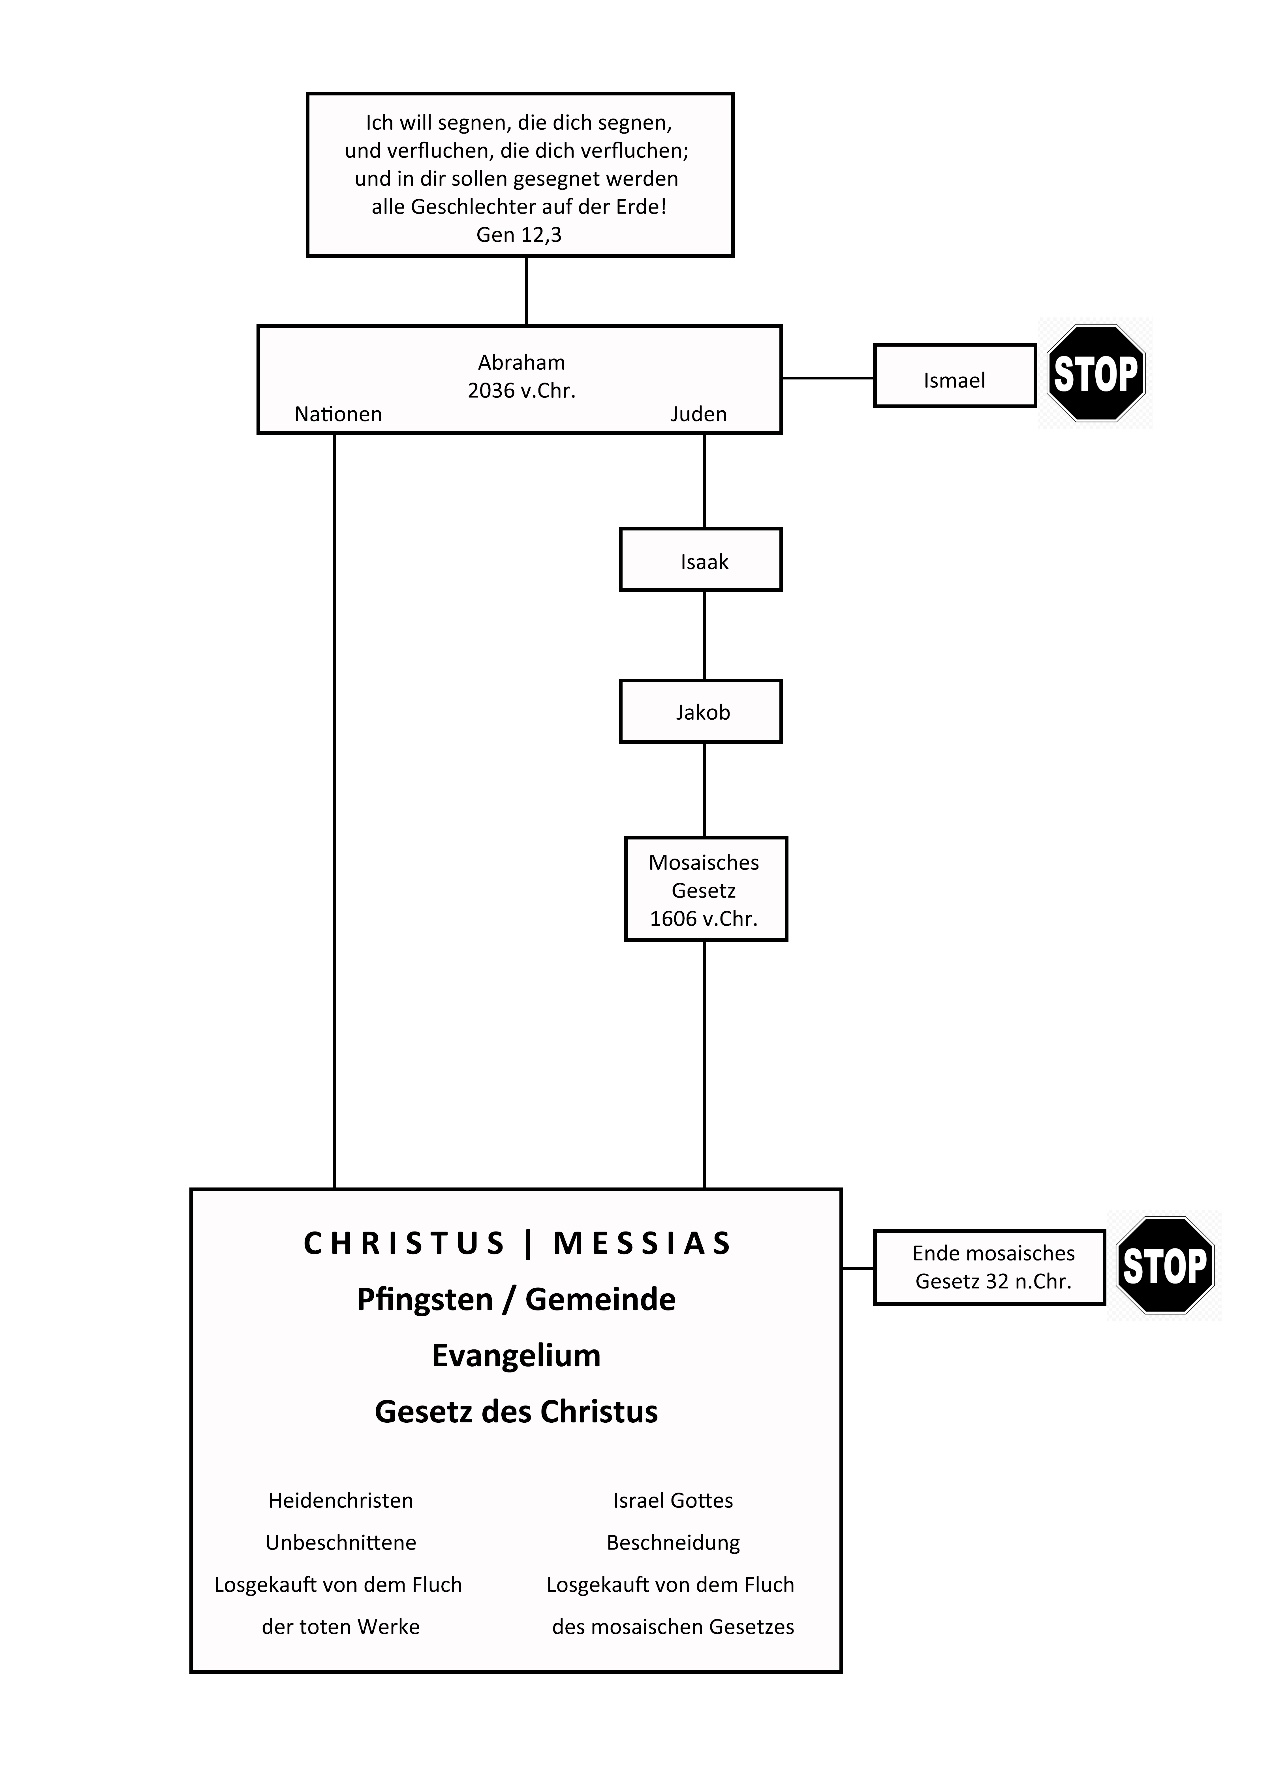 Ich will segnen, die dich segnen,
und verfluchen, die dich verfluchen;
und in dir sollen gesegnet werden
alle Geschlechter auf der Erde!
Gen 12,3
Abraham
2036 v.Chr.
Nationen
Juden
Ismael
STOP
Isaak
Jakob
Mosaisches
Gesetz
1606 v.Chr.
CHRISTUS | MESSIAS
Pfingsten / Gemeinde
Evangelium
Gesetz des Christus
Ende mosaisches
Gesetz 32 n.Chr.
STOP
Heidenchristen
Unbeschnittene
Losgekauft von dem Fluch
der toten Werke
Israel Gottes
Beschneidung
Losgekauft von dem Fluch
des mosaischen Gesetzes